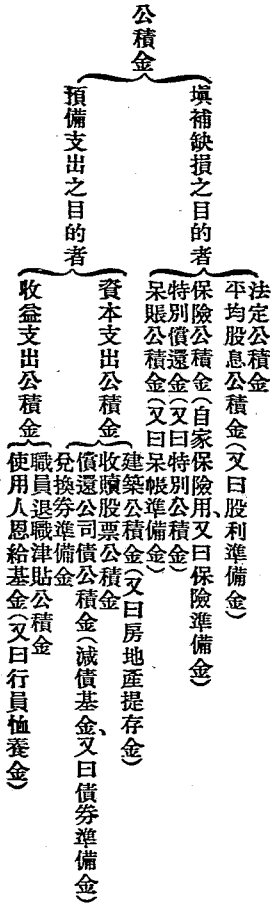 公積金
塡補缺損之目的者
法定公積金
平均股息公積金(又曰股利準備金)
保險公積金(自家保險用、又曰保險準備金)
特別償還金(又曰特別公積金)
呆賬公積金(又曰呆帳準備金)
預備支出之目的者
資本支出公積金
建築公積金(又曰房地產提存金)
收贖股票公積金
償還公司債公積金(減債基金、又曰債券準備金)
兌換券準備金
收益支出公積金
職員退職津貼公積金
使用人恩給基金(又曰行員恤養金)